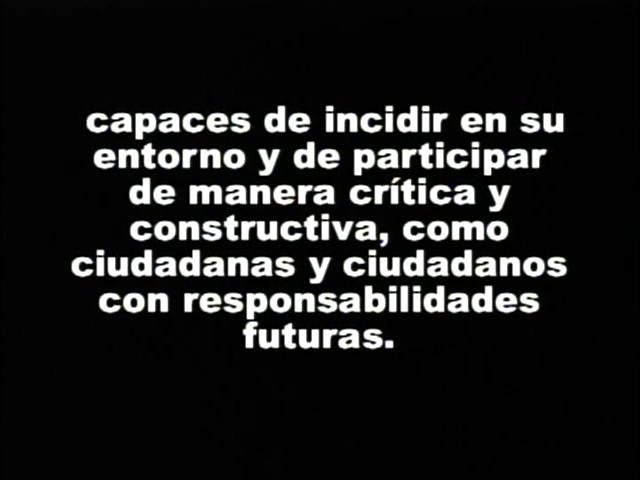 capaces de incidir en su
entorno y de participar
de manera crítica y
constructiva, como
ciudadanas y ciudadanos
con responsabilidades
futuras.